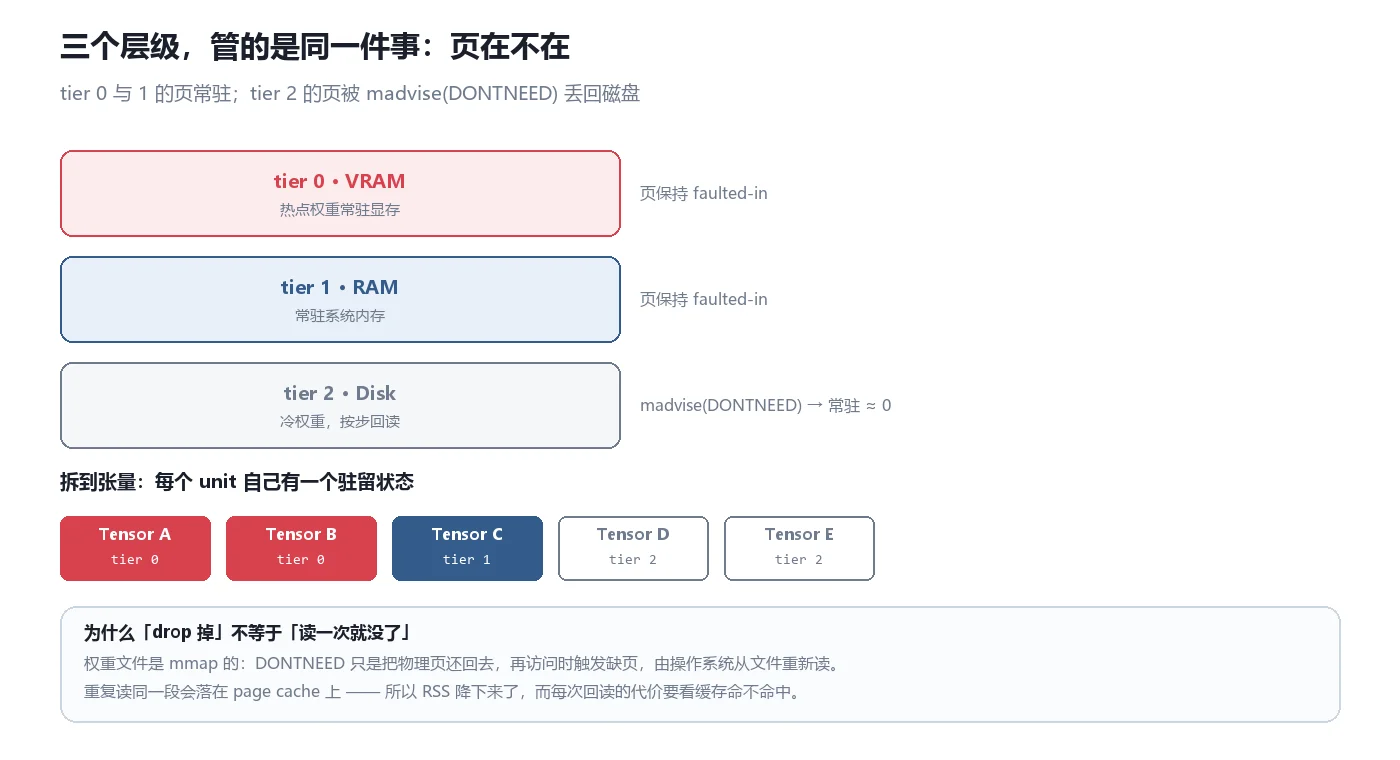 三个层级，管的是同一件事：页在不在
tier 0 与 1 的页常驻；tier 2 的页被 madvise(DONTNEED) 丢回磁盘
tier 0 • VRAM
热点权重常驻显存
页保持 faulted-in
tier 1 • RAM
常驻系统内存
页保持 faulted-in
tier 2 • Disk
冷权重，按步回读
madvise(DONTNEED) → 常驻 ≈ 0
拆到张量：每个 unit 自己有一个驻留状态
Tensor A
tier 0
Tensor B
tier 0
Tensor C
tier 1
Tensor D
tier 2
Tensor E
tier 2
为什么「drop 掉」不等于「读一次就没了」
权重文件是 mmap 的：DONTNEED 只是把物理页还回去，再访问时触发缺页，由操作系统从文件重新读。
重复读同一段会落在 page cache 上 —— 所以 RSS 降下来了，而每次回读的代价要看缓存命不命中。